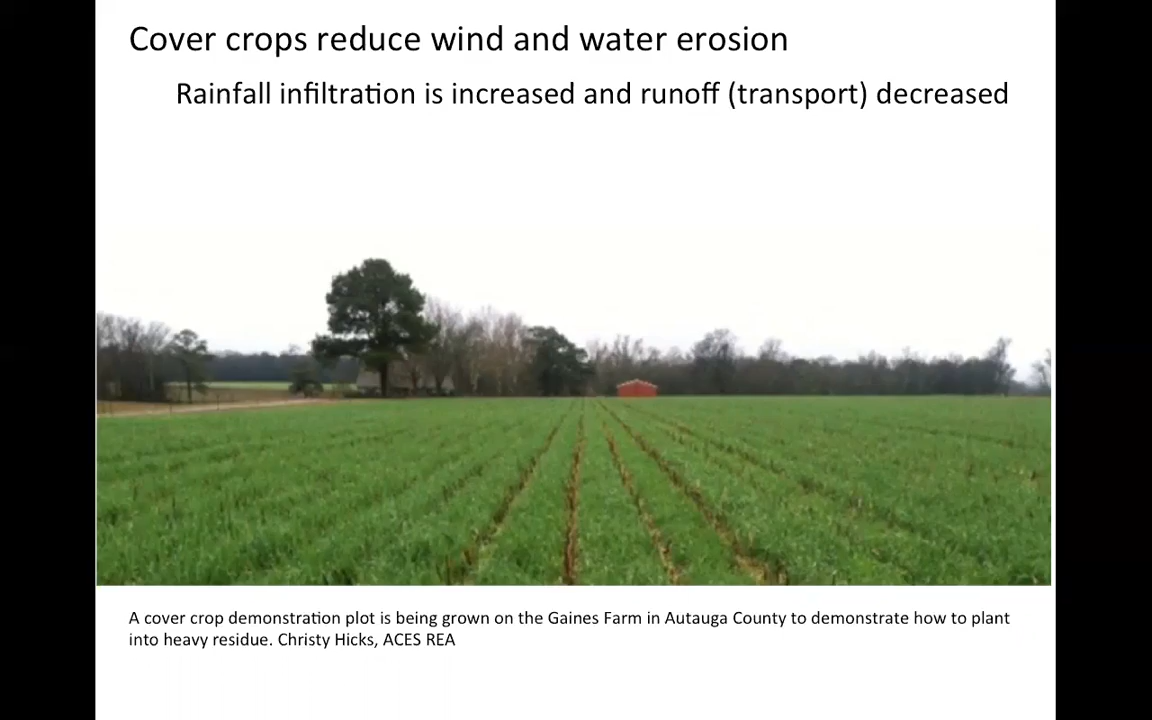 Cover crops reduce wind and water erosion
Rainfall infiltration is increased and runoff (transport) decreased
A cover crop demonstration plot is being grown on the Gaines Farm in Autauga County to demonstrate how to plant
into heavy residue. Christy Hicks, ACES REA